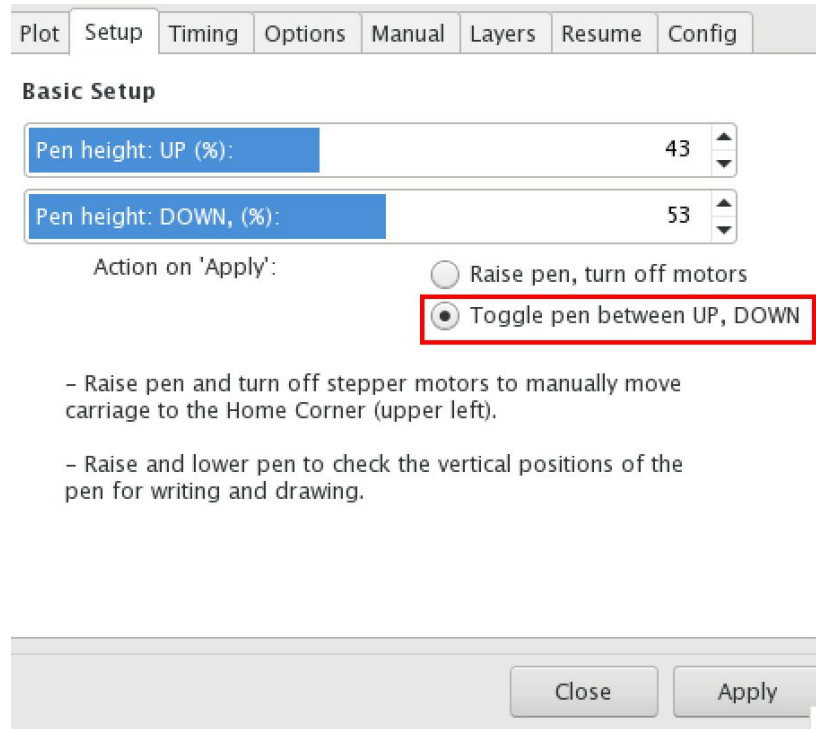 Plot Setup Timing Options Manual Layers Resume Config
Basic Setup
Pen height: UP (%): 43
Pen height: DOWN, (%): 53
Action on 'Apply':
Raise pen, turn off motors
Toggle pen between UP, DOWN
– Raise pen and turn off stepper motors to manually move
carriage to the Home Corner (upper left).
– Raise and lower pen to check the vertical positions of the
pen for writing and drawing.
Close Apply